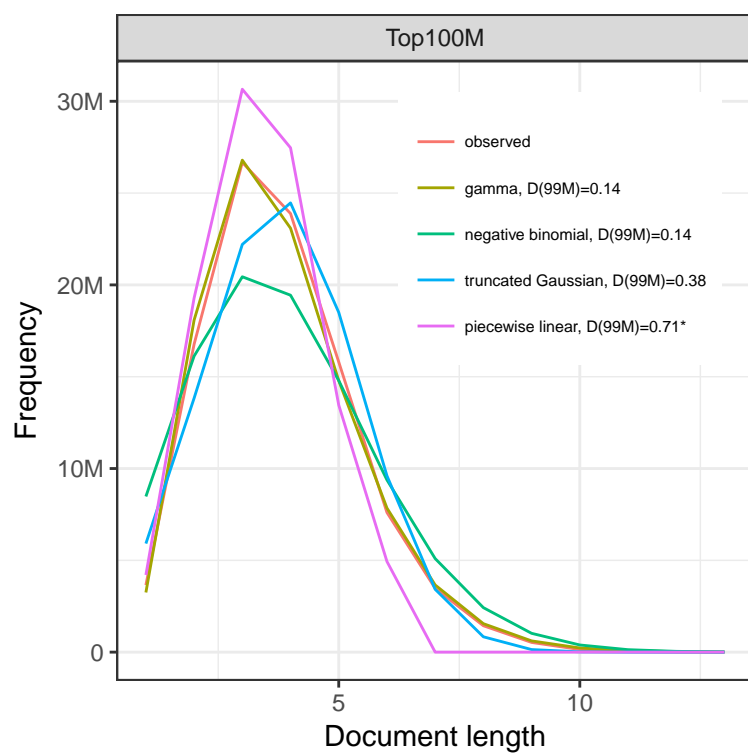 Top100M
30M
20M
10M
0
Frequency
observed
gamma, D(99M)=0.14
negative binomial, D(99M)=0.14
truncated Gaussian, D(99M)=0.38
piecewise linear, D(99M)=0.71*
5
10
Document length